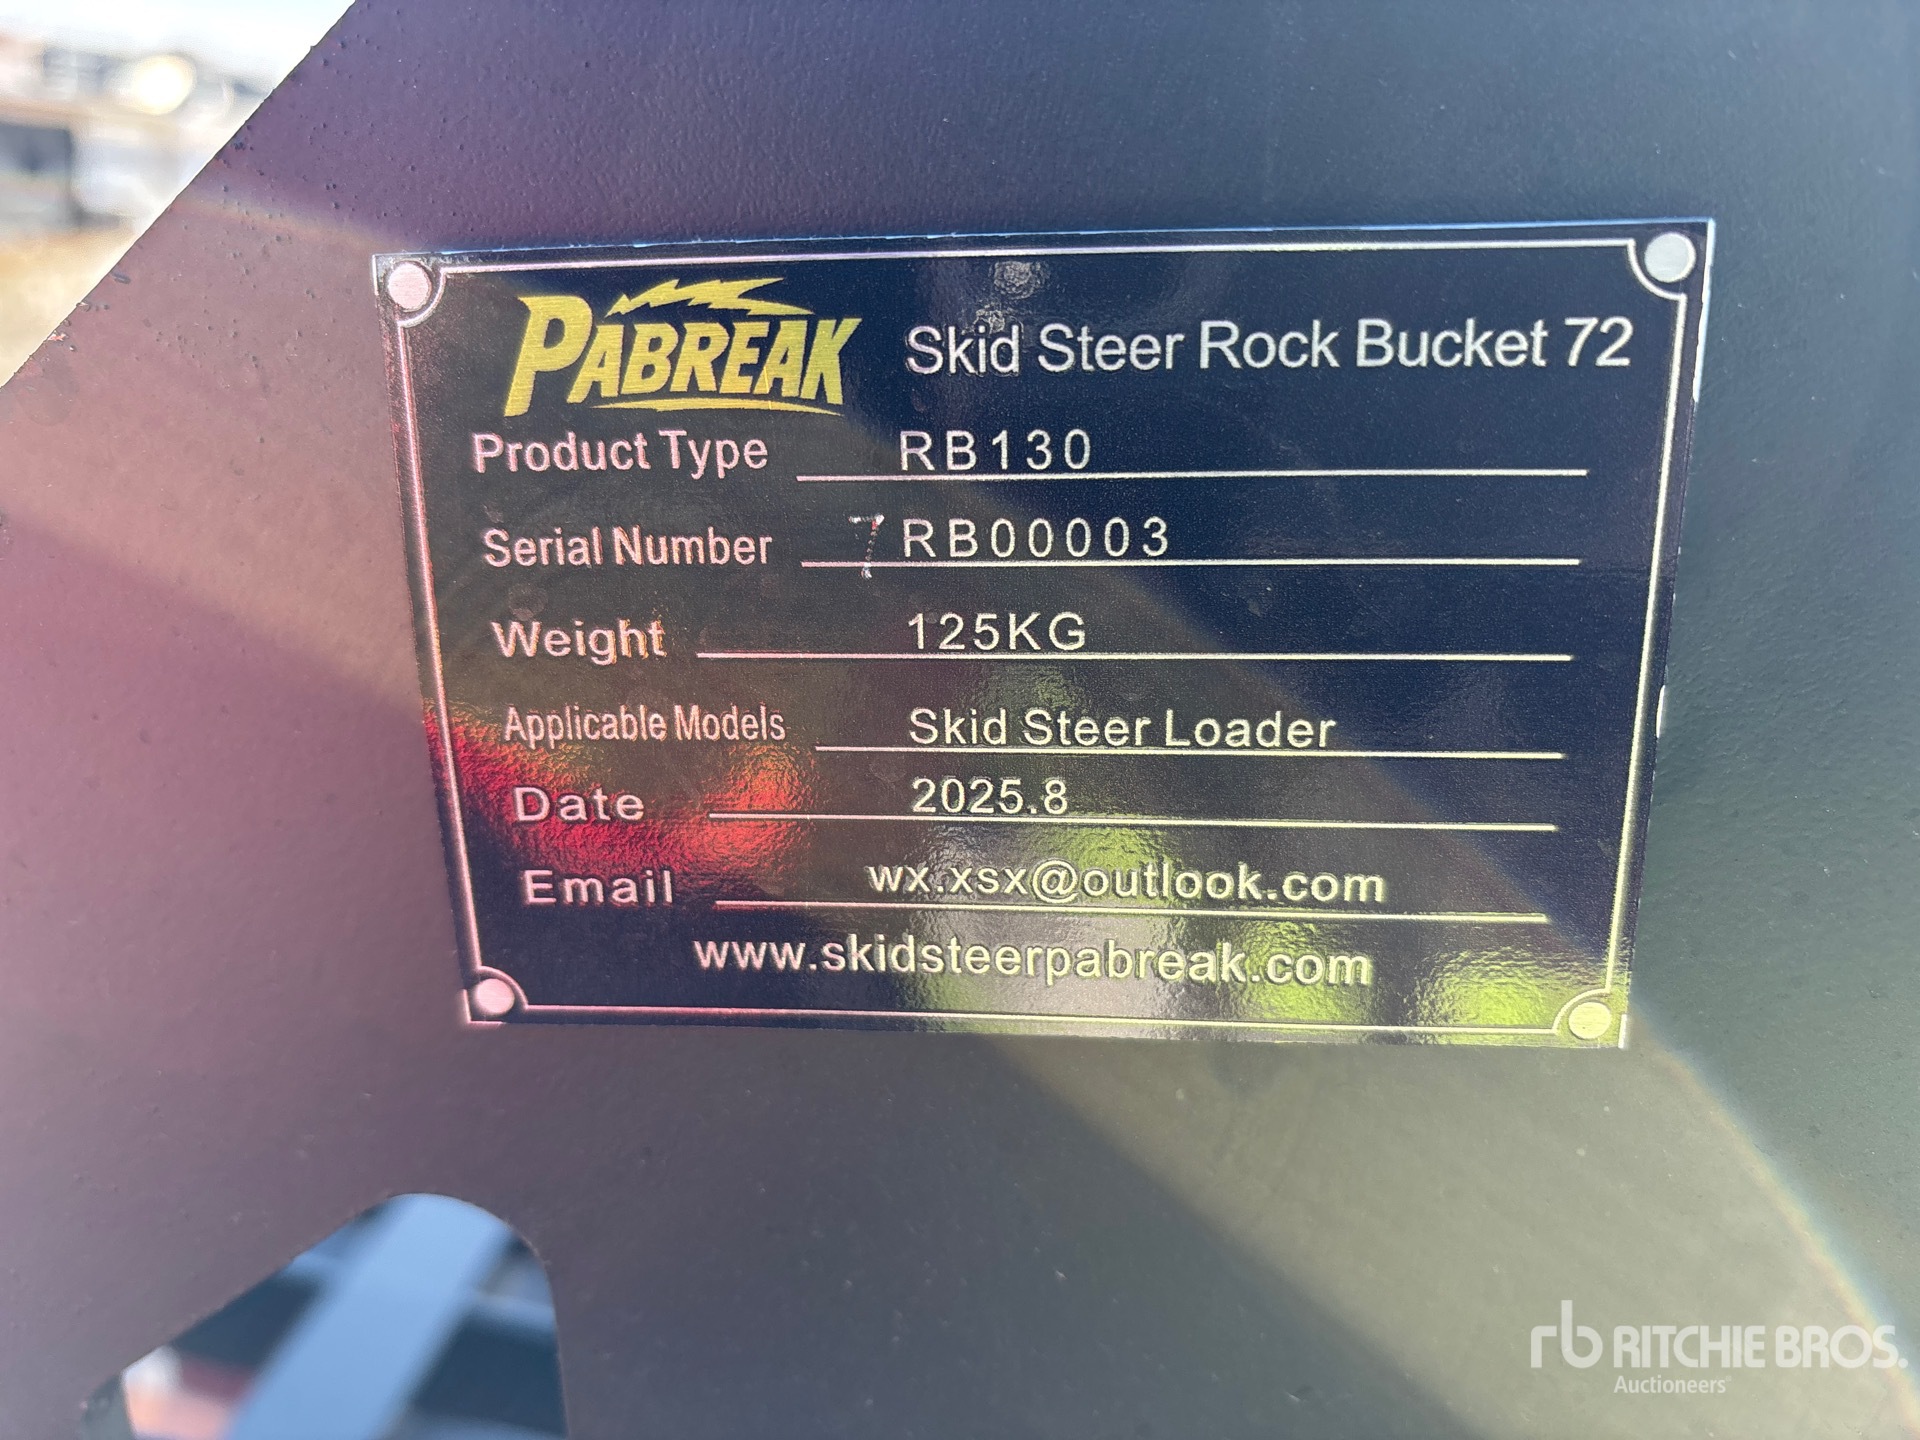 PABREAK Skid Steer Rock Bucket 72
Product Type RB130
Serial Number 7RB00003
Weight 125KG
Applicable Models Skid Steer Loader
Date 2025.8
Email wx.xsx@outlook.com
www.skidsteerpabreak.com
rb RITCHIE BROS.
Auctioneers